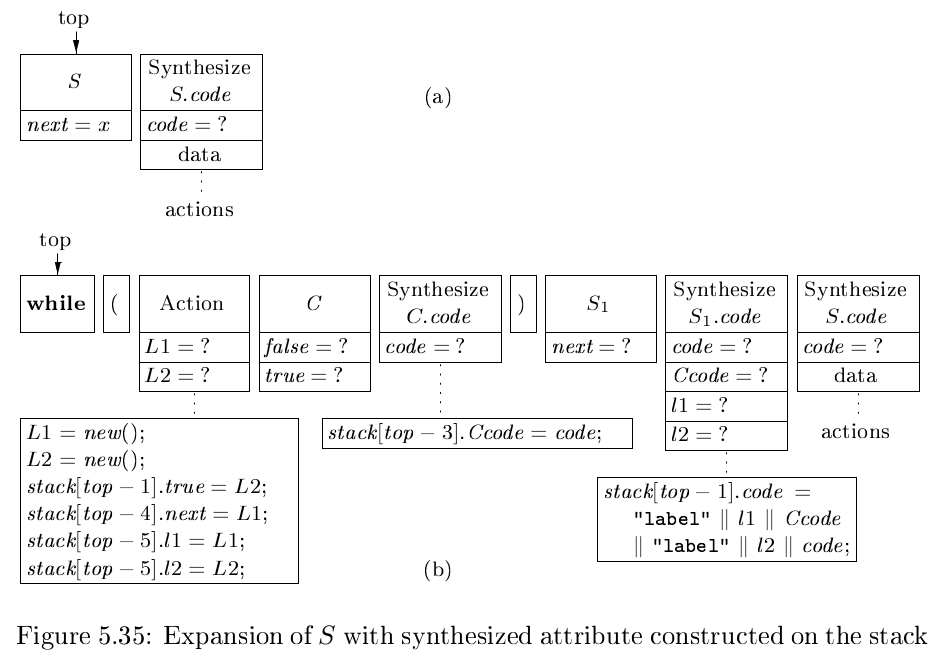 top
S
Synthesize
S.code
(a)
next = x
code = ?
data
actions
top
while
(
Action
C
Synthesize
C.code
)
S₁
Synthesize
S₁.code
Synthesize
S.code
L1 = ?
false = ?
code = ?
next = ?
code = ?
code = ?
L2 = ?
true = ?
Ccode = ?
data
l1 = ?
l2 = ?
actions
L1 = new();
L2 = new();
stack[top − 1].true = L2;
stack[top − 4].next = L1;
stack[top − 5].l1 = L1;
stack[top − 5].l2 = L2;
stack[top − 3].Ccode = code;
stack[top − 1].code =
"label" || l1 || Ccode
|| "label" || l2 || code;
(b)
Figure 5.35: Expansion of S with synthesized attribute constructed on the stack